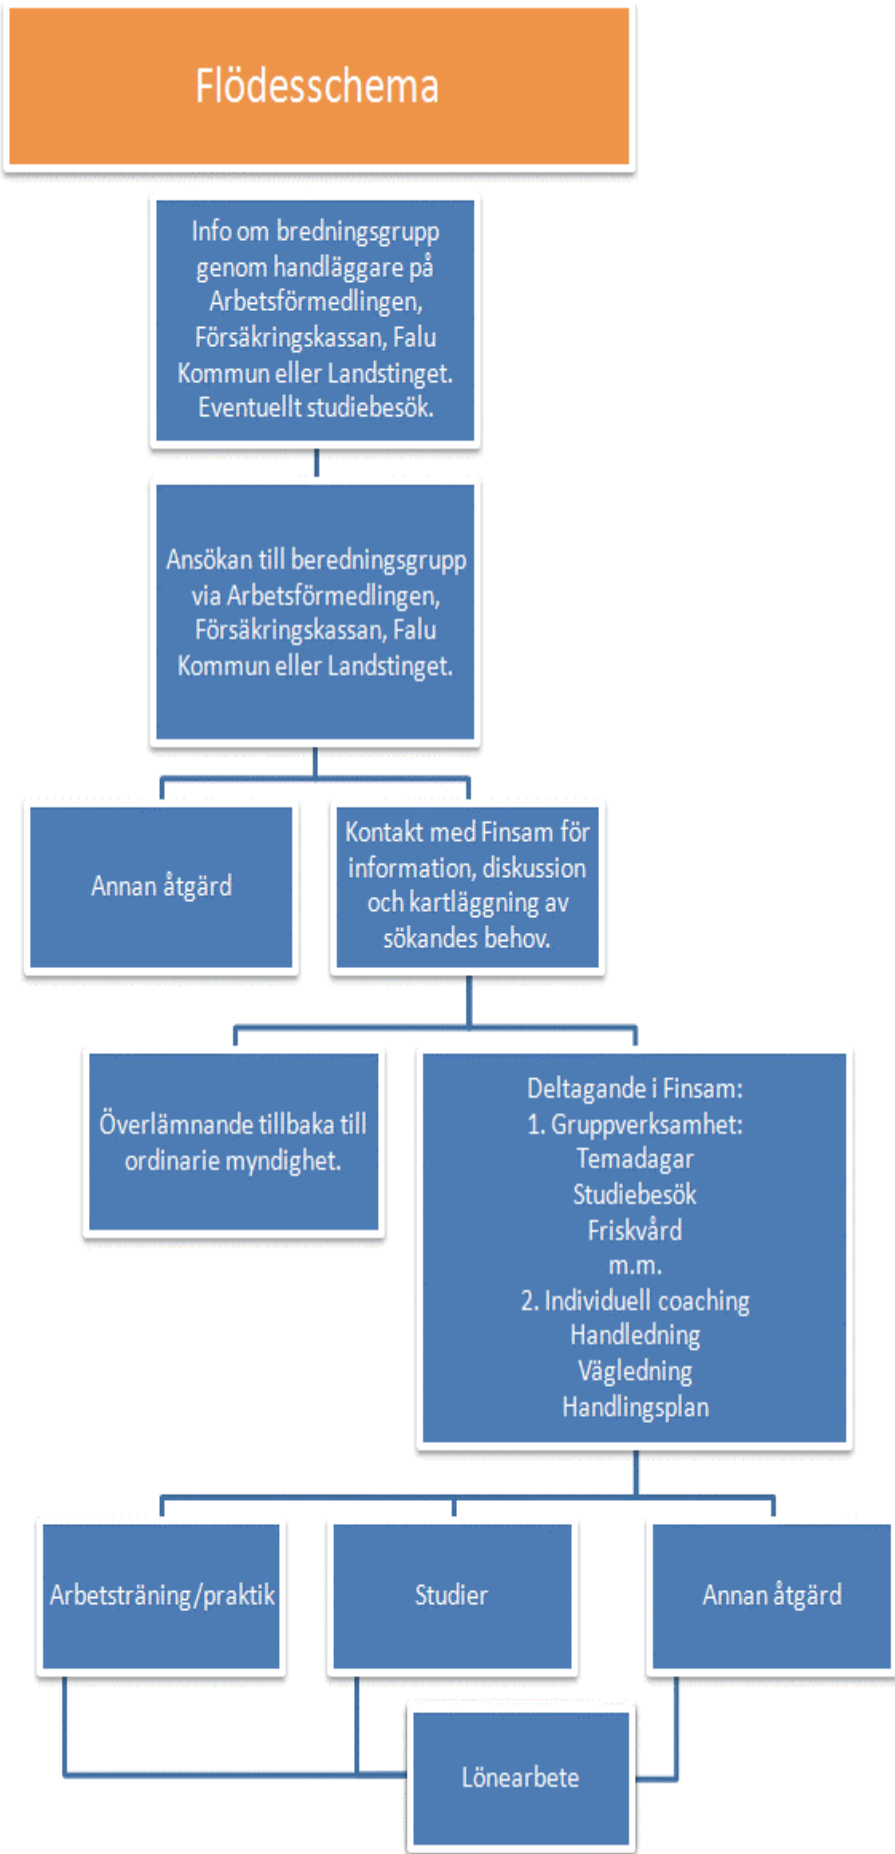 Flödesschema
Info om bredningsgrupp
genom handläggare på
Arbetsförmedlingen,
Försäkringskassan, Falu
Kommun eller Landstinget.
Eventuellt studiebesök.
Ansökan till beredningsgrupp
via Arbetsförmedlingen,
Försäkringskassan, Falu
Kommun eller Landstinget.
Annan åtgärd
Kontakt med Finsam för
information, diskussion
och kartläggning av
sökandes behov.
Överlämnande tillbaka till
ordinarie myndighet.
Deltagande i Finsam:
1. Gruppverksamhet:
Temadagar
Studiebesök
Friskvård
m.m.
2. Individuell coaching
Handledning
Vägledning
Handlingsplan
Arbetsträning/praktik
Studier
Annan åtgärd
Lönearbete